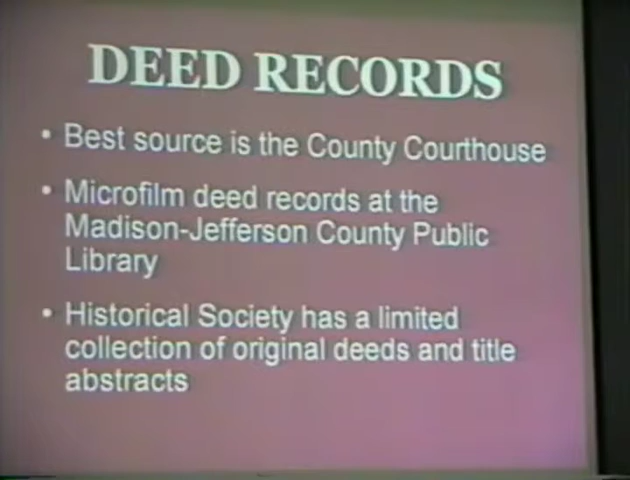 DEED RECORDS
• Best source is the County Courthouse
• Microfilm deed records at the
Madison-Jefferson County Public
Library
• Historical Society has a limited
collection of original deeds and title
abstracts